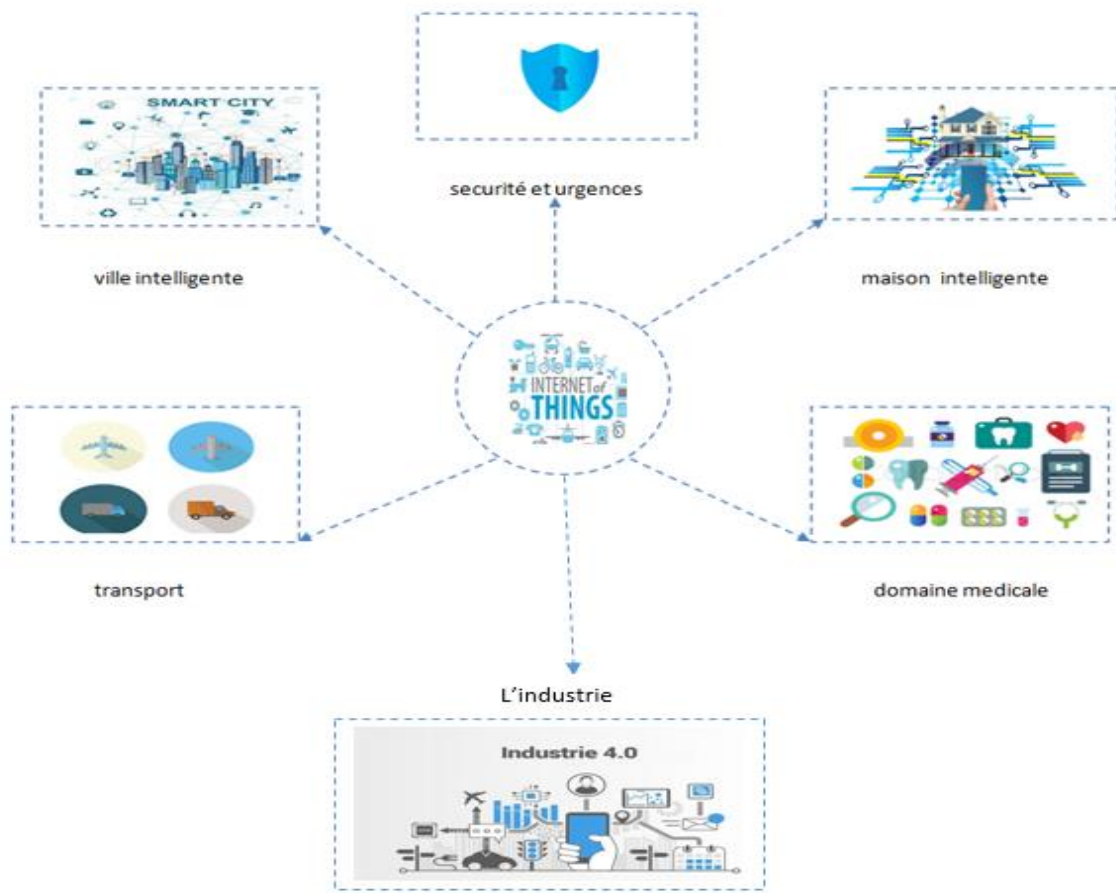 SMART CITY
securité et urgences
ville intelligente
maison intelligente
INTERNET of
THINGS
transport
domaine medicale
L'industrie
Industrie 4.0